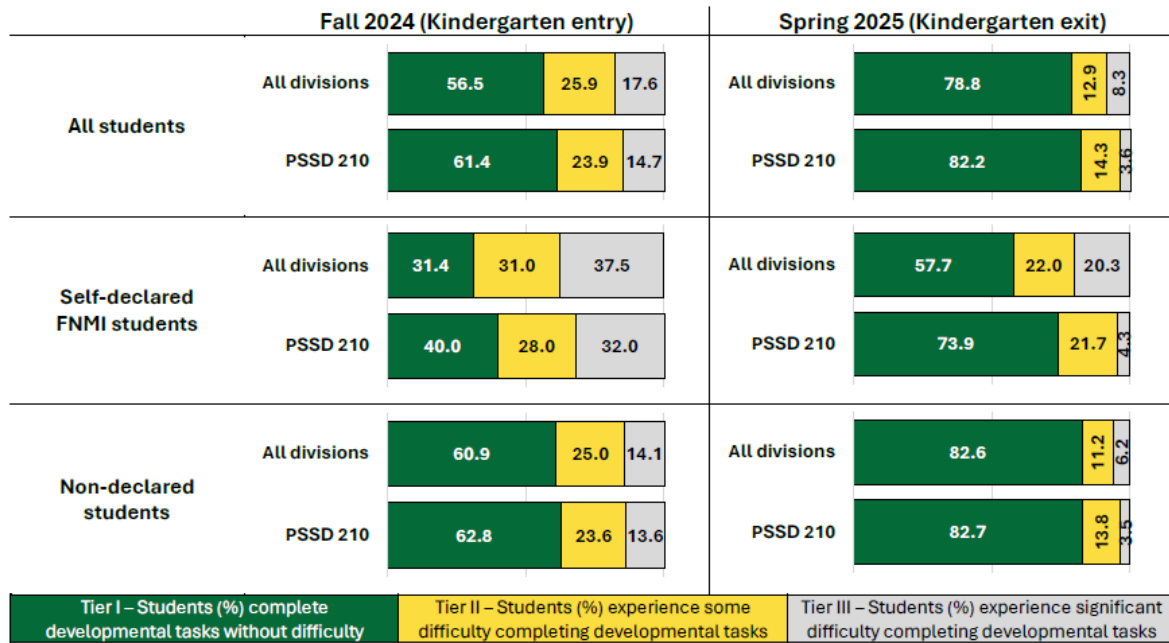 Fall 2024 (Kindergarten entry)
Spring 2025 (Kindergarten exit)
All students
All divisions
56.5 25.9 17.6
PSSD 210
61.4 23.9 14.7
All divisions
78.8 12.9 8.3
PSSD 210
82.2 14.3 3.6
Self-declared
FNMI students
All divisions
31.4 31.0 37.5
PSSD 210
40.0 28.0 32.0
All divisions
57.7 22.0 20.3
PSSD 210
73.9 21.7 4.3
Non-declared
students
All divisions
60.9 25.0 14.1
PSSD 210
62.8 23.6 13.6
All divisions
82.6 11.2 6.2
PSSD 210
82.7 13.8 3.5
Tier I – Students (%) complete
developmental tasks without difficulty
Tier II – Students (%) experience some
difficulty completing developmental tasks
Tier III – Students (%) experience significant
difficulty completing developmental tasks